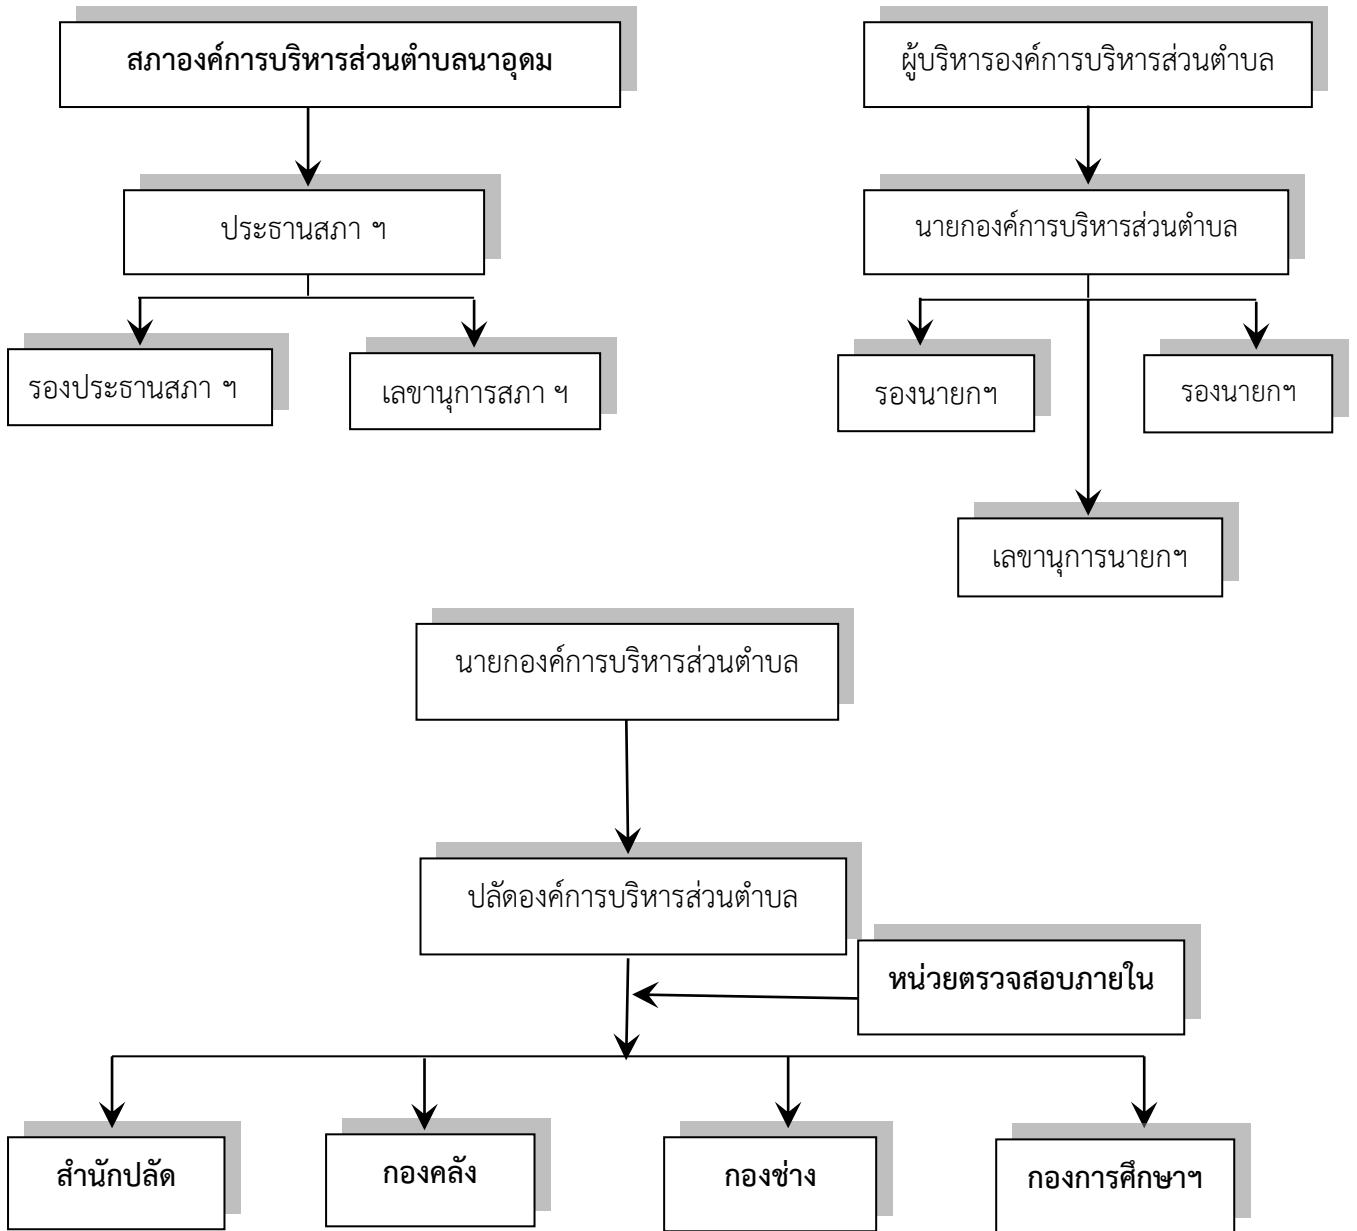 สภาองค์การบริหารส่วนตำบลนาอุดม
ผู้บริหารองค์การบริหารส่วนตำบล
ประธานสภา ฯ
นายกองค์การบริหารส่วนตำบล
รองประธานสภา ฯ
เลขานุการสภา ฯ
รองนายกฯ
รองนายกฯ
เลขานุการนายกฯ
นายกองค์การบริหารส่วนตำบล
ปลัดองค์การบริหารส่วนตำบล
หน่วยตรวจสอบภายใน
สำนักปลัด
กองคลัง
กองช่าง
กองการศึกษาฯ